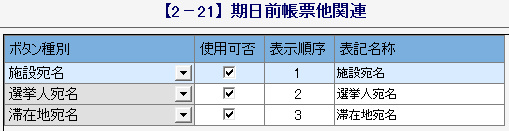 【2－21】期日前帳票他関連
ボタン種別 使用可否 表示順序 表記名称
施設宛名 1 施設宛名
選挙人宛名 2 選挙人宛名
滞在地宛名 3 滞在地宛名